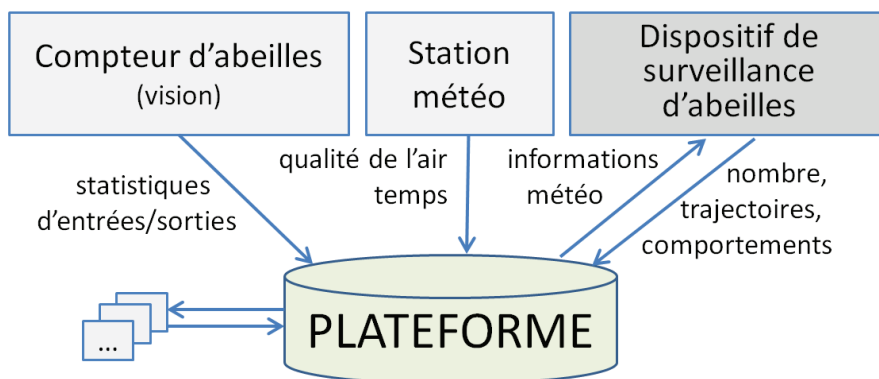 Compteur d'abeilles
(vision)
Station
météo
Dispositif de
surveillance
d'abeilles
statistiques
d'entrées/sorties
qualité de l'air
temps
informations
météo
nombre,
trajectoires,
comportements
...
PLATEFORME